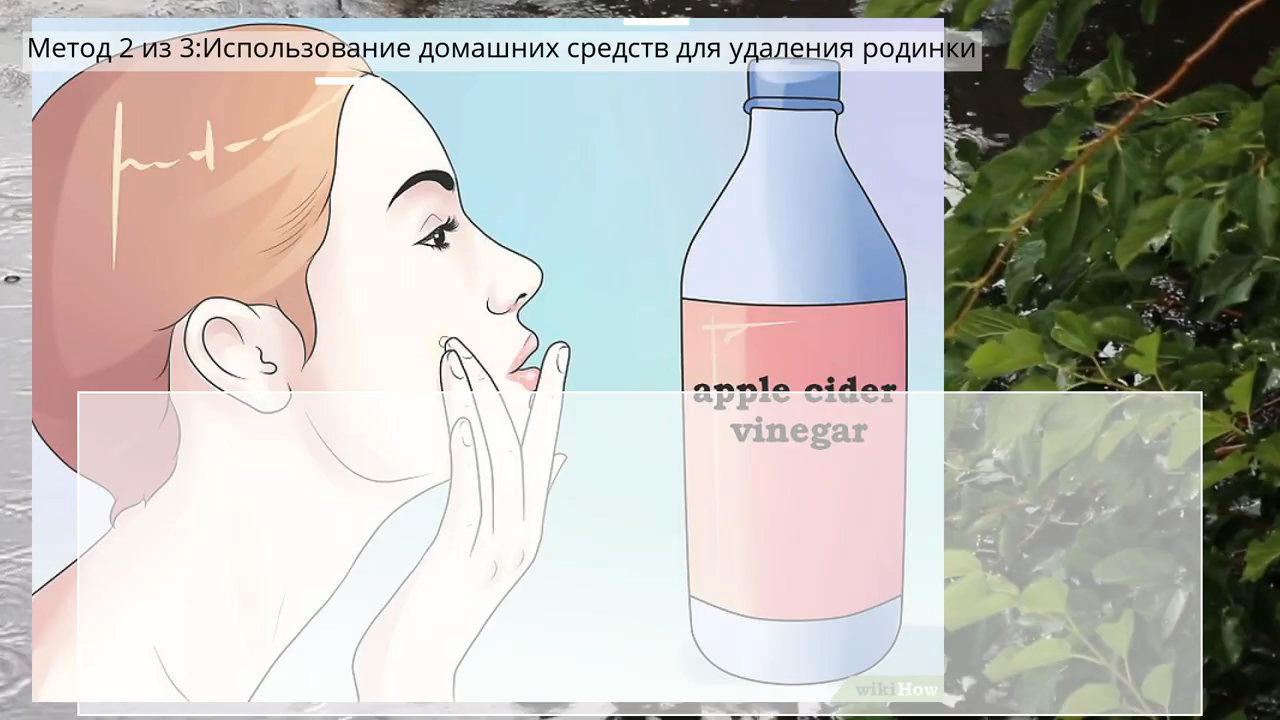 Метод 2 из 3:Использование домашних средств для удаления родинки
apple cider
vinegar
wikiHow